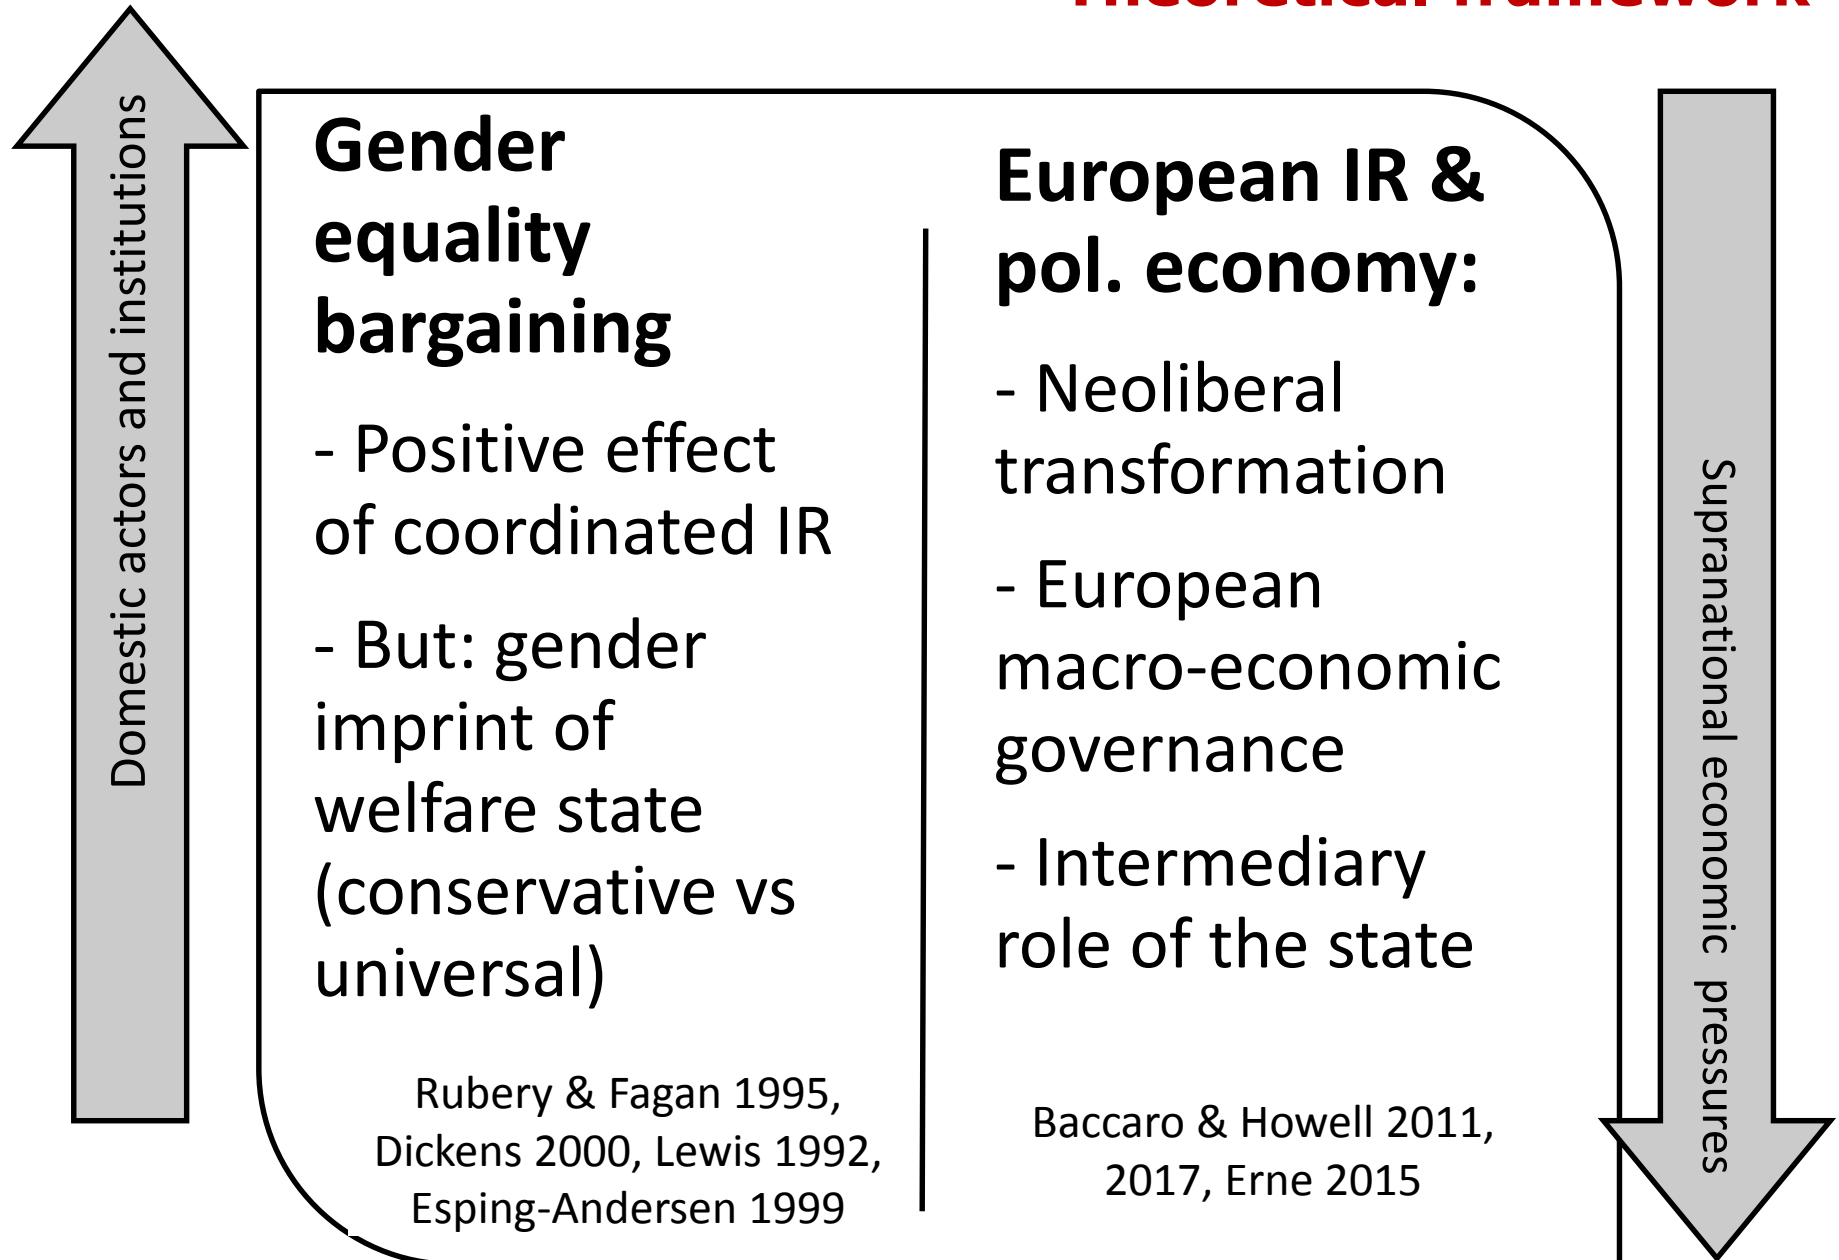 Theoretical framework
Domestic actors and institutions
Gender
equality
bargaining
- Positive effect
of coordinated IR
- But: gender
imprint of
welfare state
(conservative vs
universal)
Rubery & Fagan 1995,
Dickens 2000, Lewis 1992,
Esping-Andersen 1999
European IR &
pol. economy:
- Neoliberal
transformation
- European
macro-economic
governance
- Intermediary
role of the state
Baccaro & Howell 2011,
2017, Erne 2015
Supranational economic pressures